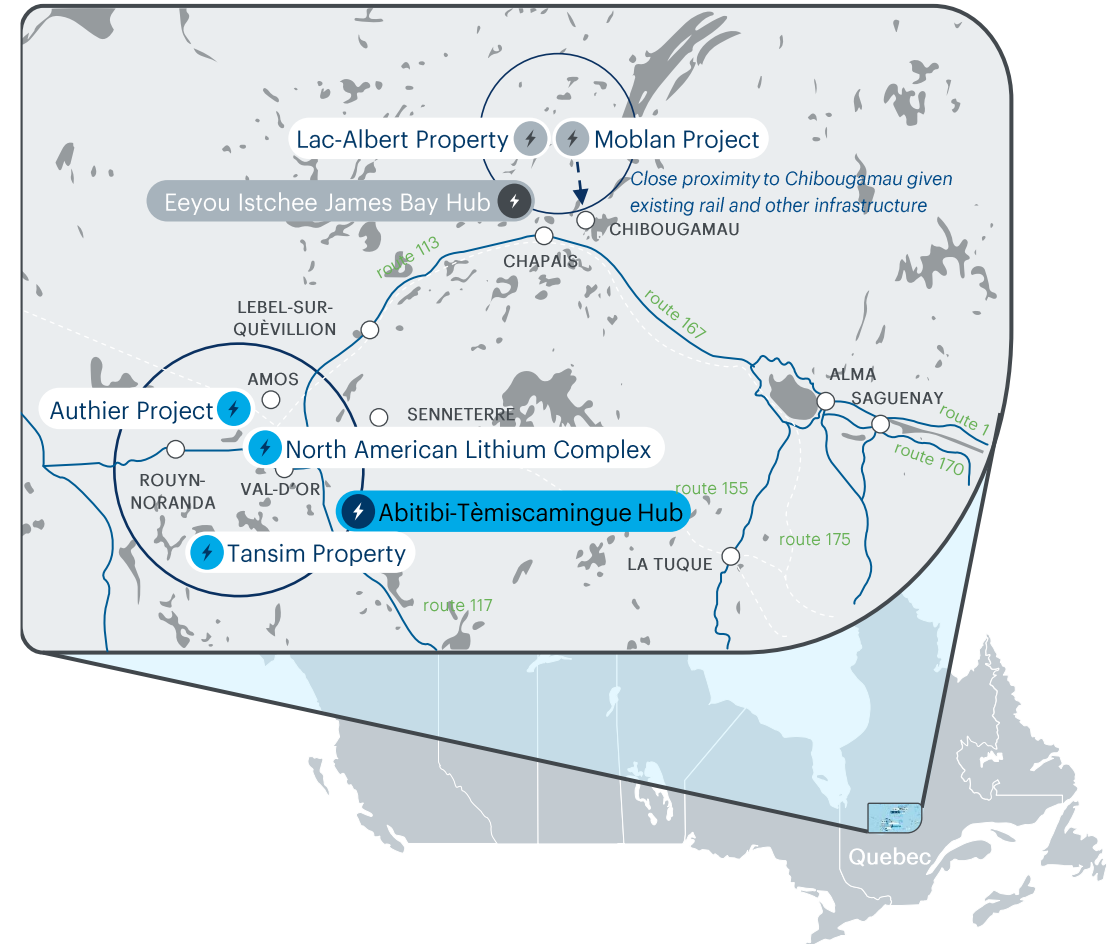 Lac-Albert Property
Moblan Project
Close proximity to Chibougamau given
existing rail and other infrastructure
Eeyou Istchee James Bay Hub
CHIBOUGAMAU
CHAPAIS
route 113
LEBEL-SUR-
QUÈVILLION
route 167
AMOS
ALMA
SAGUENAY
Authier Project
SENNETERRE
route 1
North American Lithium Complex
route 170
ROUYN-
NORANDA
VAL-D'OR
route 155
Abitibi-Tèmiscamingue Hub
route 175
Tansim Property
LA TUQUE
route 117
Quebec